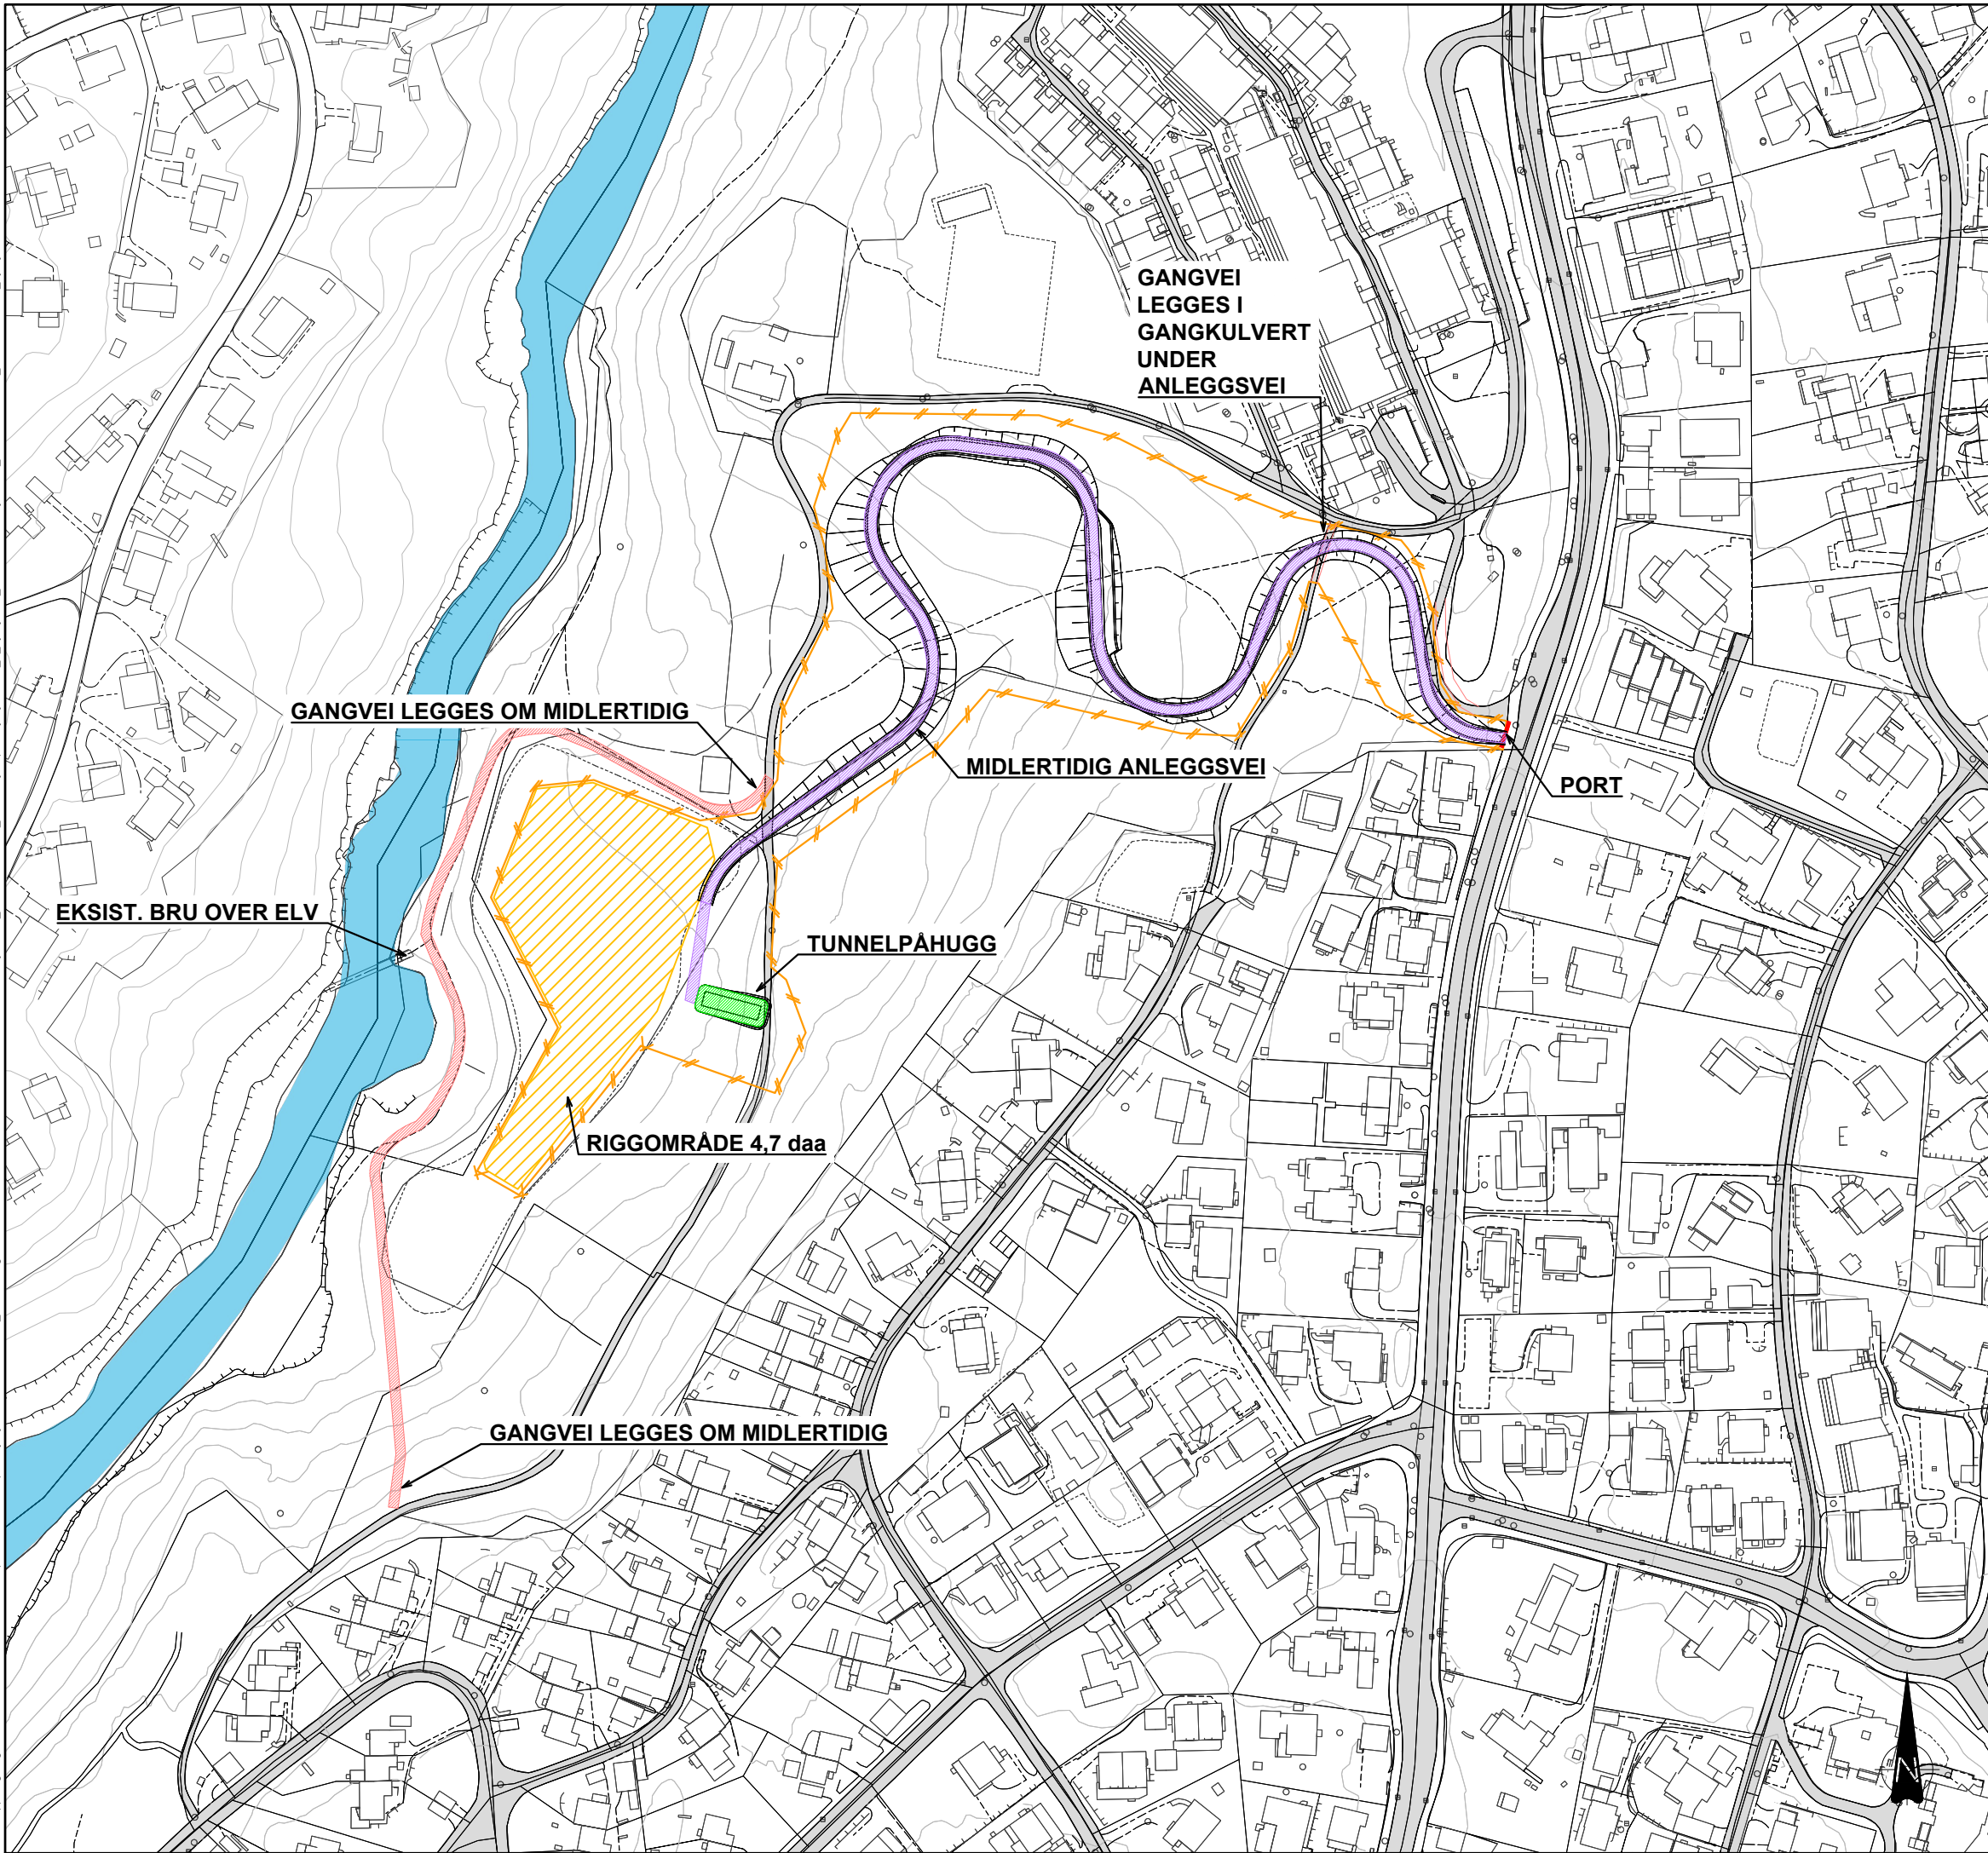 GANGVEI
LEGGES I
GANGKULVERT
UNDER
ANLEGGSVEI
GANGVEI LEGGES OM MIDLERTIDIG
MIDLERTIDIG ANLEGGSVEI
PORT
EKSIST. BRU OVER ELV
TUNNELPÅHUGG
RIGGOMRÅDE 4,7 daa
GANGVEI LEGGES OM MIDLERTIDIG
N